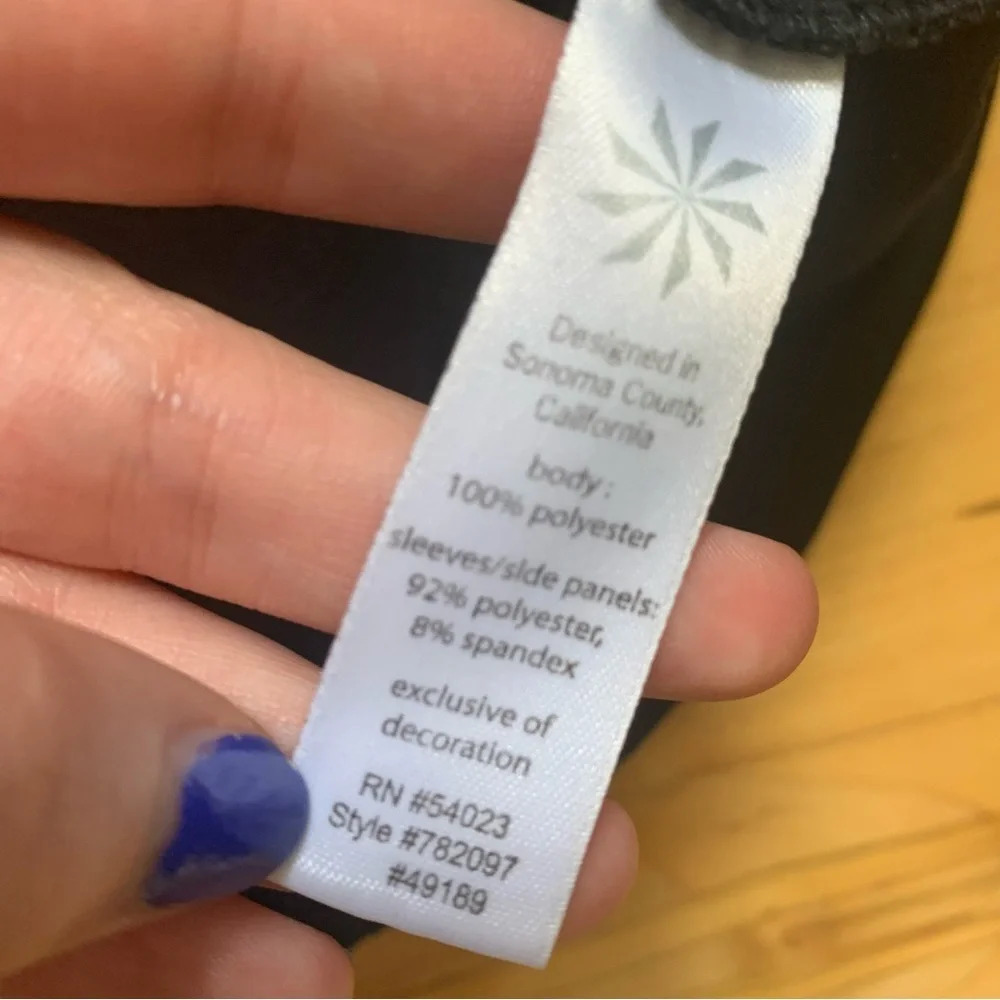 Designed in
Sonoma County,
California
body:
100% polyester
sleeves/side panels:
92% polyester,
8% spandex
exclusive of
decoration
RN #54023
Style #782097
#49189